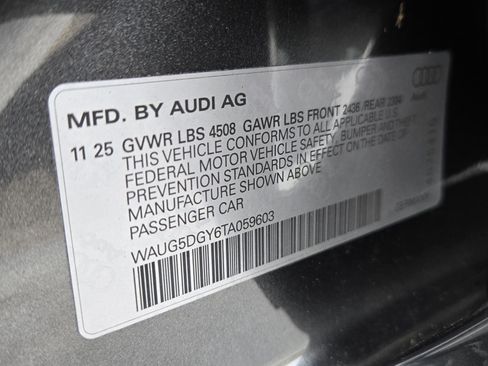 MFD. BY AUDI AG
Audi
11 25 GVWR LBS 4508 GAWR LBS FRONT 2436 /REAR
THIS VEHICLE CONFORMS TO ALL APPLICABLE U.S.
FEDERAL MOTOR VEHICLE SAFETY, BUMPER AND THEFT
PREVENTION STANDARDS IN EFFECT ON THE DATE OF
MANUFACTURE SHOWN ABOVE.
PASSENGER CAR
WAUG5DGY6TA059603